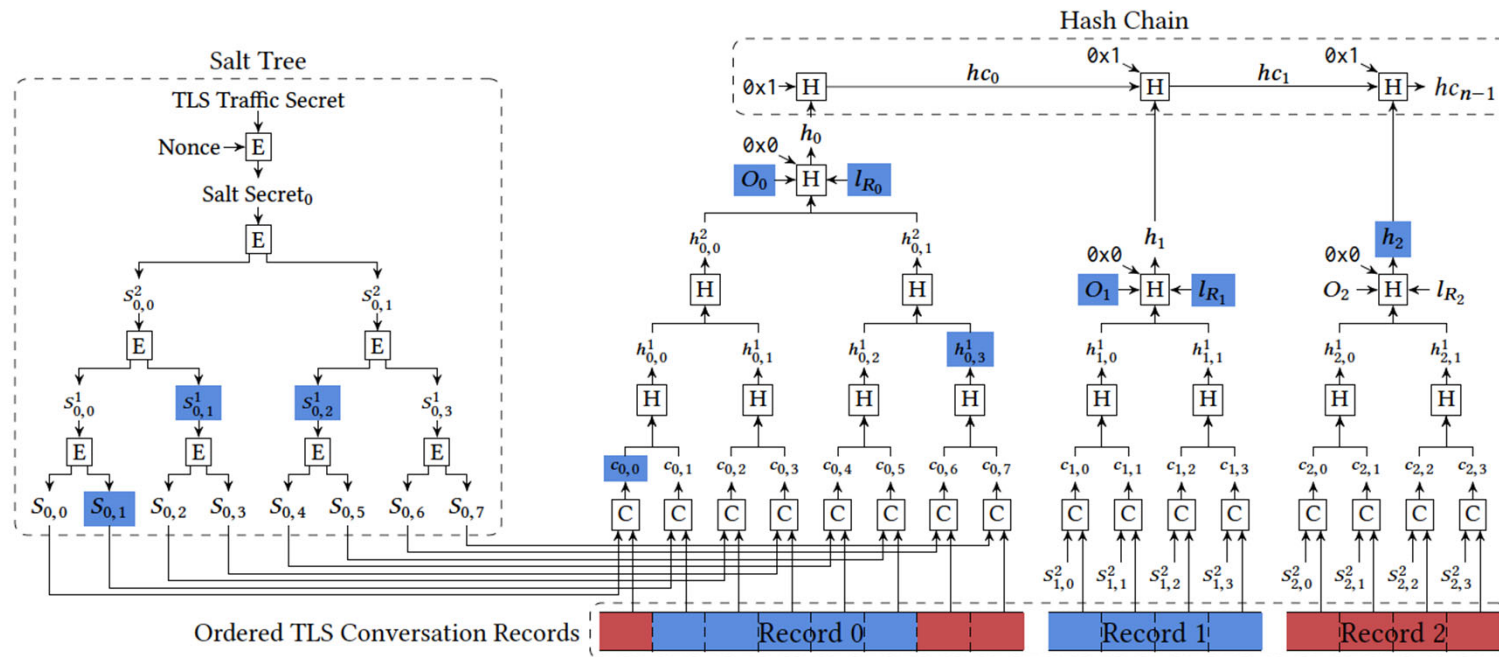 Hash Chain
Salt Tree
0x1 0x1
TLS Traffic Secret
0x1 H hc₀ H hc₁ H hcₙ₋₁
Nonce E
h₀
0x0
Salt Secret₀
O₀ H l_R₀
E
h²₀,₀ h²₀,₁ h₁ h₂
0x0 0x0
s²₀,₀ s²₀,₁ H H O₁ H l_R₁ O₂ H l_R₂
E E h¹₀,₀ h¹₀,₁ h¹₀,₂ h¹₀,₃ h¹₁,₀ h¹₁,₁ h¹₂,₀ h¹₂,₁
s¹₀,₀ s¹₀,₁ s¹₀,₂ s¹₀,₃ H H H H H H H H
E E E E c₀,₀ c₀,₁ c₀,₂ c₀,₃ c₀,₄ c₀,₅ c₀,₆ c₀,₇ c₁,₀ c₁,₁ c₁,₂ c₁,₃ c₂,₀ c₂,₁ c₂,₂ c₂,₃
S₀,₀ S₀,₁ S₀,₂ S₀,₃ S₀,₄ S₀,₅ S₀,₆ S₀,₇ C C C C C C C C C C C C C C C C
s²₁,₀ s²₁,₁ s²₁,₂ s²₁,₃ s²₂,₀ s²₂,₁ s²₂,₂ s²₂,₃
Ordered TLS Conversation Records Record 0 Record 1 Record 2